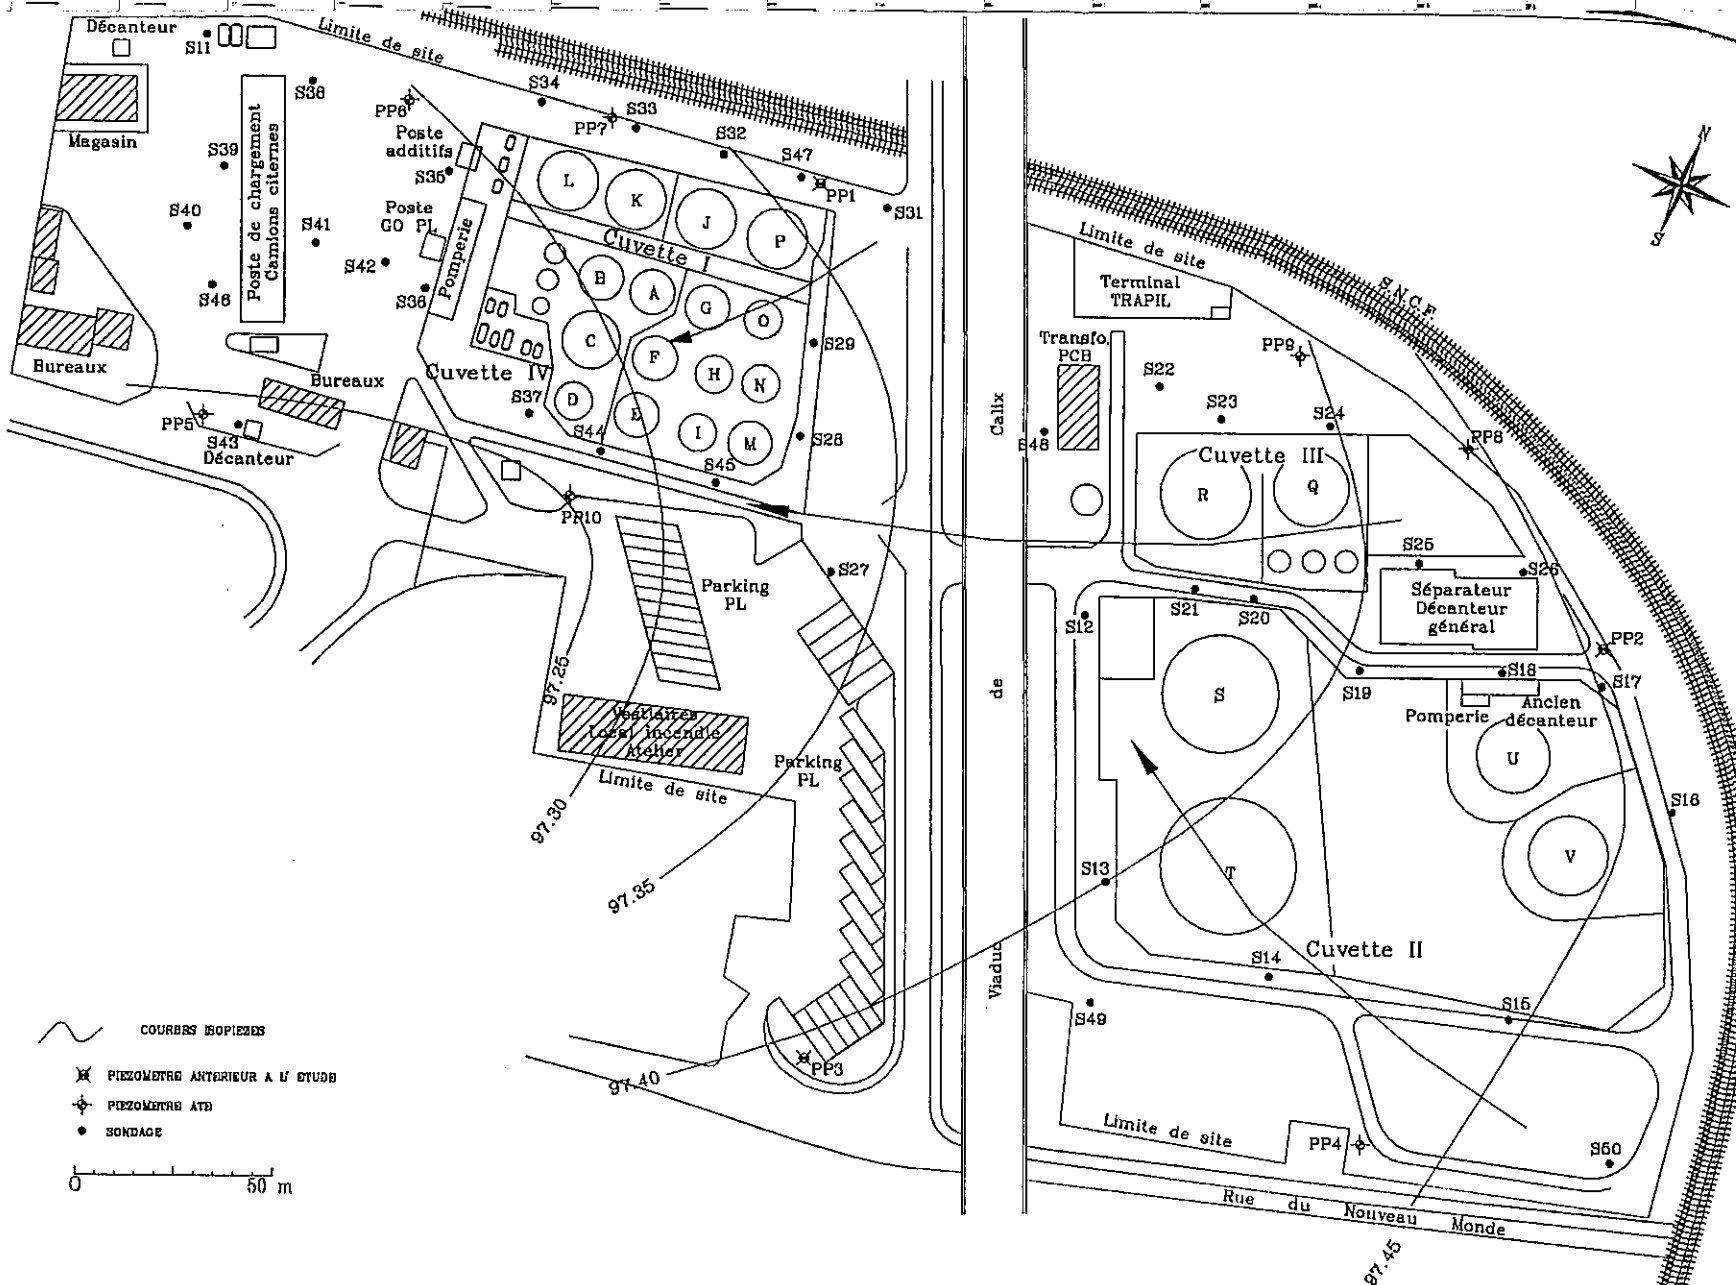 Décanteur
S11
Limite de site
S38
S34
PP6
S33
PP7
S32
Magasin
Poste de chargement
Camions citernes
Poste
additifs
S39
S35
S47
PP1
L
K
J
P
S31
S40
S41
Poste
GO PL
Cuvette I
S42
Pomperie
S36
S46
B
A
G
O
S29
C
F
H
N
Bureaux
Bureaux
Cuvette IV
D
E
I
M
S37
S28
PP5
S43
Décanteur
S44
S45
PP10
S27
Parking
PL
97.25
Vestiaires
Local incendie
Atelier
Parking
PL
Limite de site
97.30
97.35
97.40
PP3
Viaduc
de
Calix
N
S
Limite de site
Terminal
TRAPIL
S.N.C.F.
Transfo.
PCB
PP9
S22
S23
S24
S48
PP8
Cuvette III
R
Q
S25
S26
Séparateur
Décanteur
général
S12
S21
S20
PP2
S19
S18
S17
S
Pomperie
Ancien
décanteur
U
S16
V
T
S13
Cuvette II
S14
S15
S49
Limite de site
PP4
S50
Rue du Nouveau Monde
97.45
COURBES ISOPIEZES
PIEZOMETRE ANTERIEUR A L' ETUDE
PIEZOMETRE ATE
SONDAGE
0 50 m